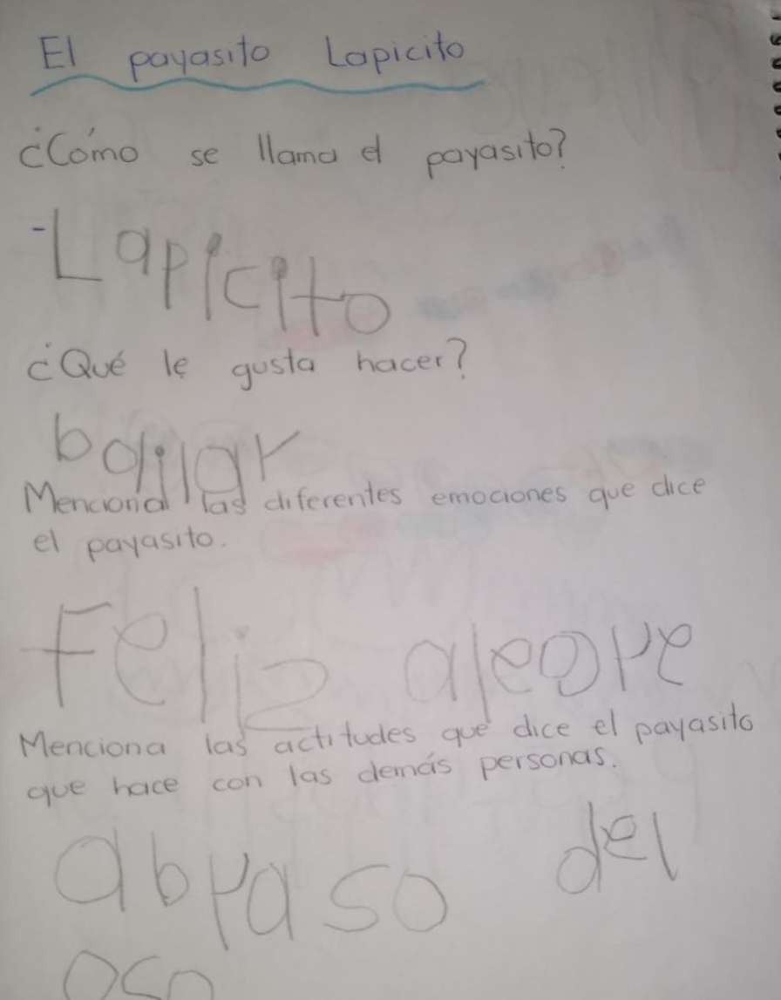 El payasito Lapicito
¿Cómo se llama el payasito?
-Lapicito
¿Qué le gusta hacer?
bailar
Menciona las diferentes emociones que dice
el payasito.
Feliz alegre
Menciona las actitudes que dice el payasito
que hace con las demás personas.
abraso del
oso